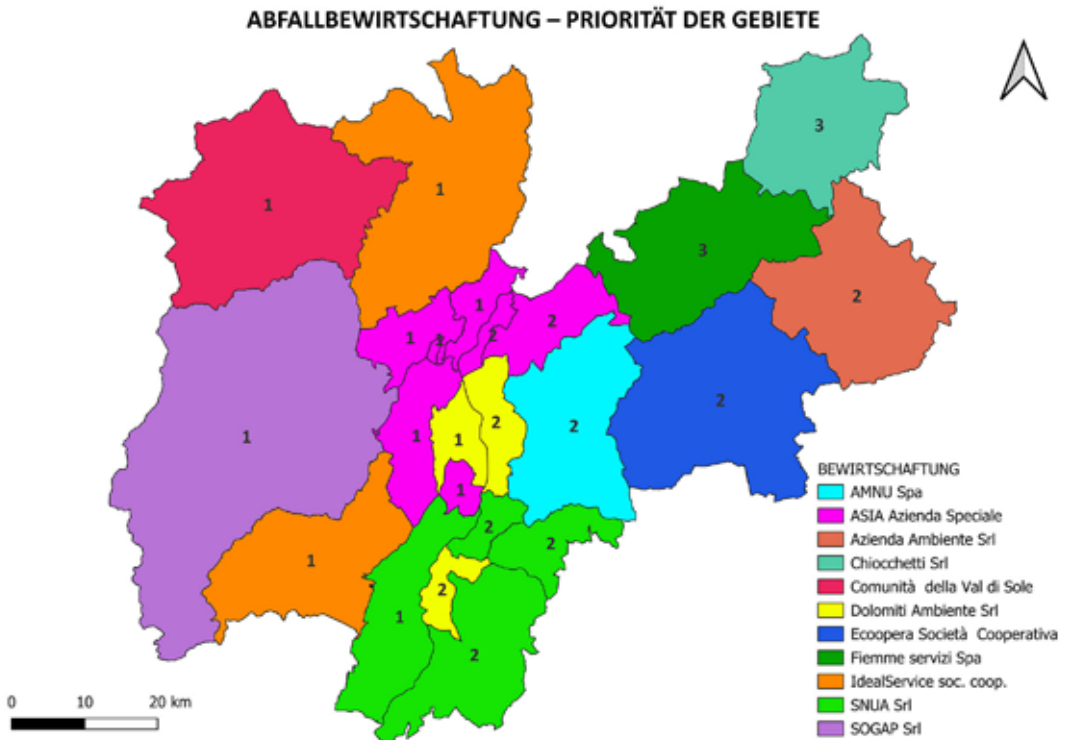 ABFALLBEWIRTSCHAFTUNG – PRIORITÄT DER GEBIETE
3
1
1
3
2
1
2
1
1
2
2
1
2
1
2
1
2
1
2
2
1
2
1
2
BEWIRTSCHAFTUNG
AMNU Spa
ASIA Azienda Speciale
Azienda Ambiente Srl
Chiocchetti Srl
Comunità della Val di Sole
Dolomiti Ambiente Srl
Ecoopera Società Cooperativa
Fiemme servizi Spa
IdealService soc. coop.
SNUA Srl
SOGAP Srl
0 10 20 km